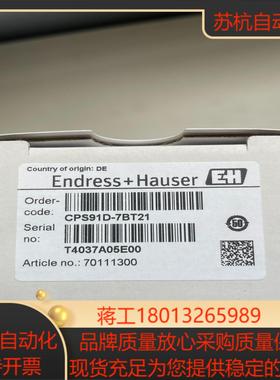 苏杭自动
Country of origin: DE
Endress+Hauser EH
Order-
code: CPS91D-7BT21
Serial
no: T4037A05E00
Article no.: 70111300
50
蒋工18013265989
自动化 品牌质量放心采购质量保
开票 现货充足为您提供稳定的